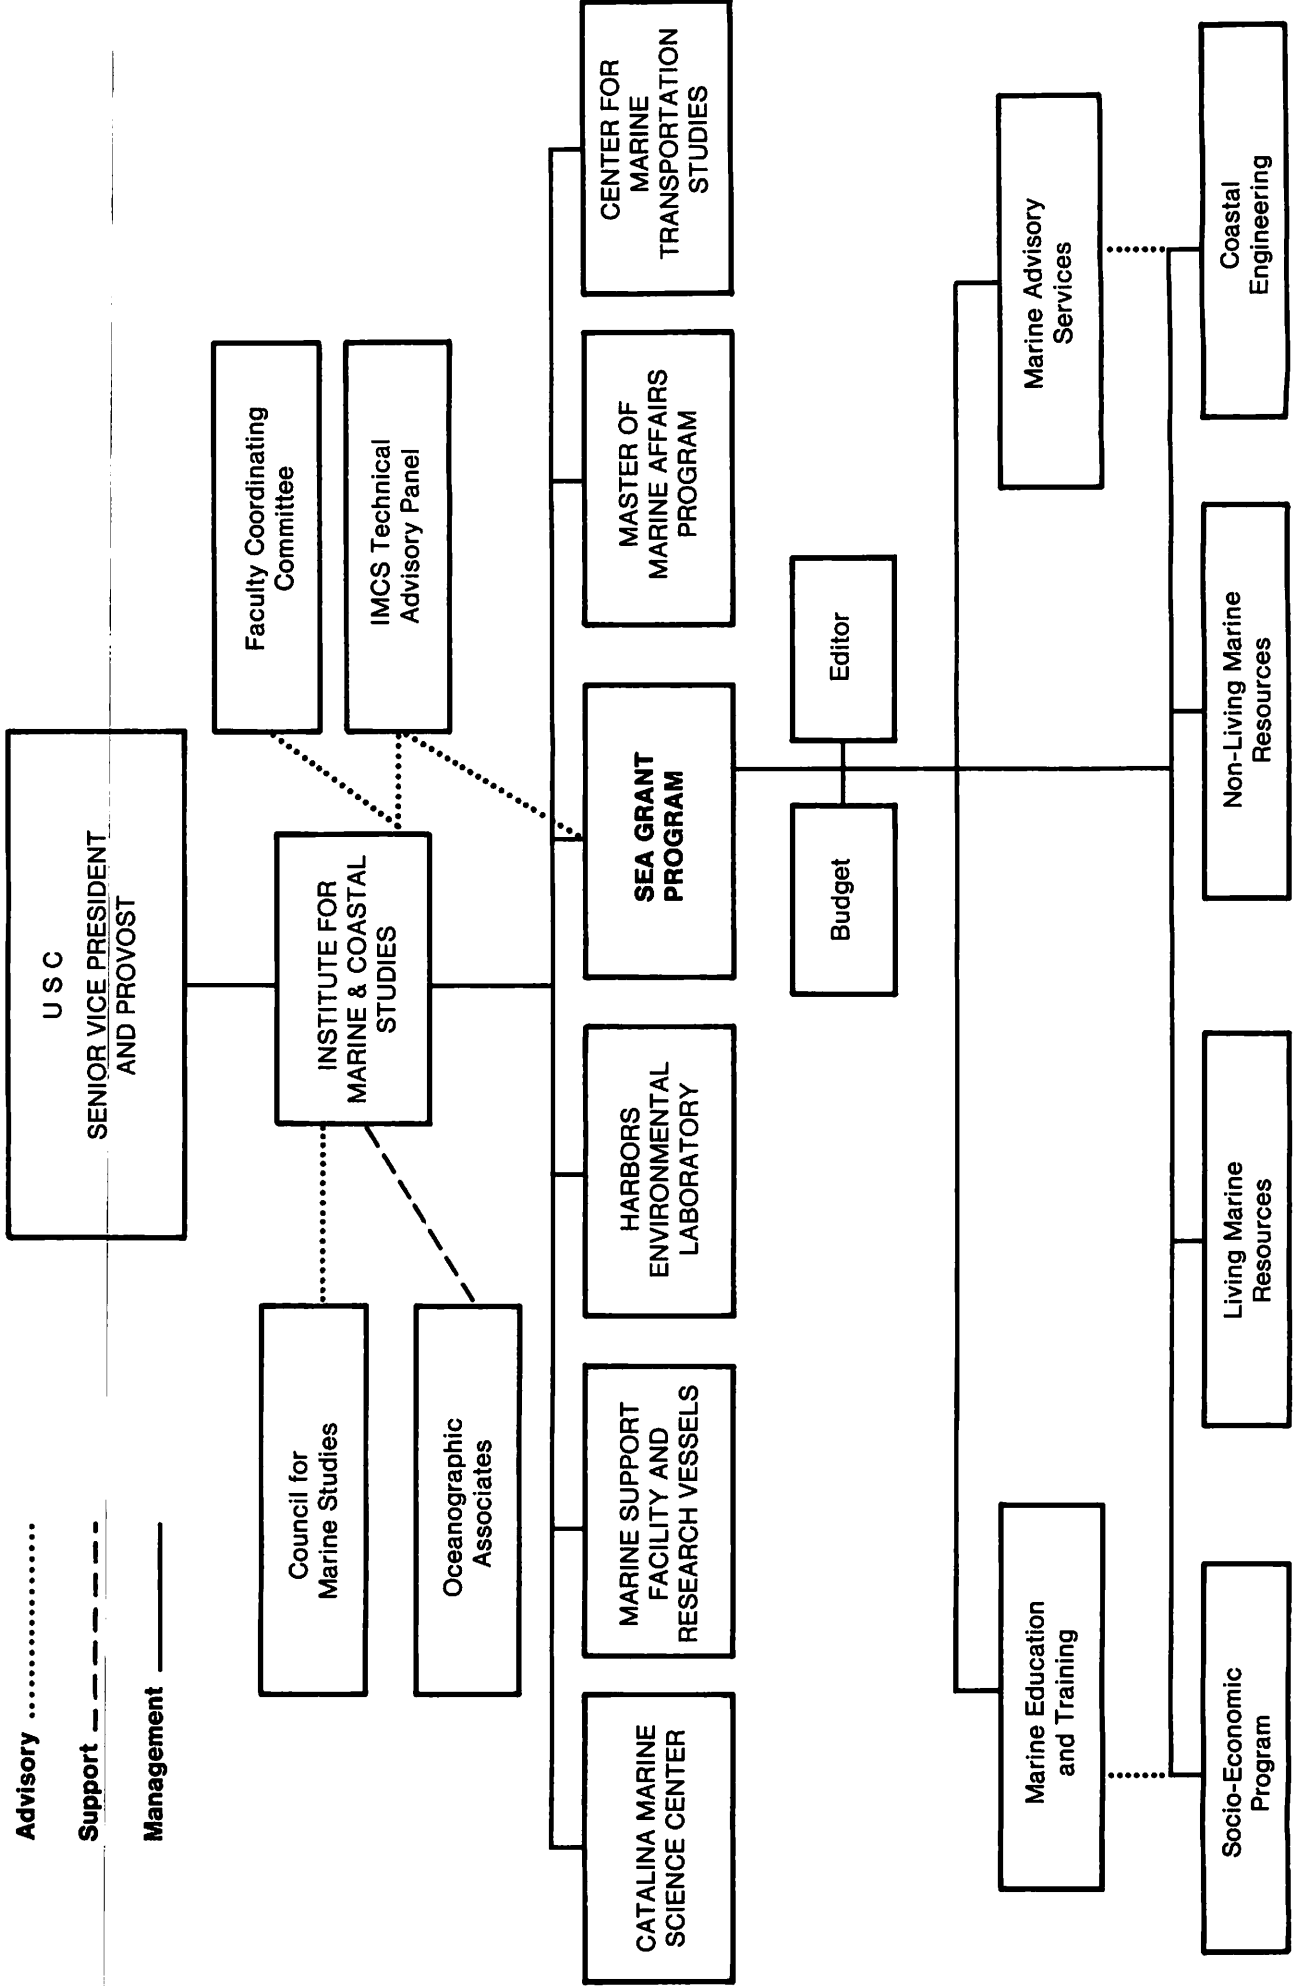 Advisory
Support
Management
U S C
SENIOR VICE PRESIDENT
AND PROVOST
Council for
Marine Studies
Oceanographic
Associates
INSTITUTE FOR
MARINE & COASTAL
STUDIES
Faculty Coordinating
Committee
IMCS Technical
Advisory Panel
CATALINA MARINE
SCIENCE CENTER
MARINE SUPPORT
FACILITY AND
RESEARCH VESSELS
HARBORS
ENVIRONMENTAL
LABORATORY
SEA GRANT
PROGRAM
MASTER OF
MARINE AFFAIRS
PROGRAM
CENTER FOR
MARINE
TRANSPORTATION
STUDIES
Budget
Editor
Marine Education
and Training
Marine Advisory
Services
Socio-Economic
Program
Living Marine
Resources
Non-Living Marine
Resources
Coastal
Engineering